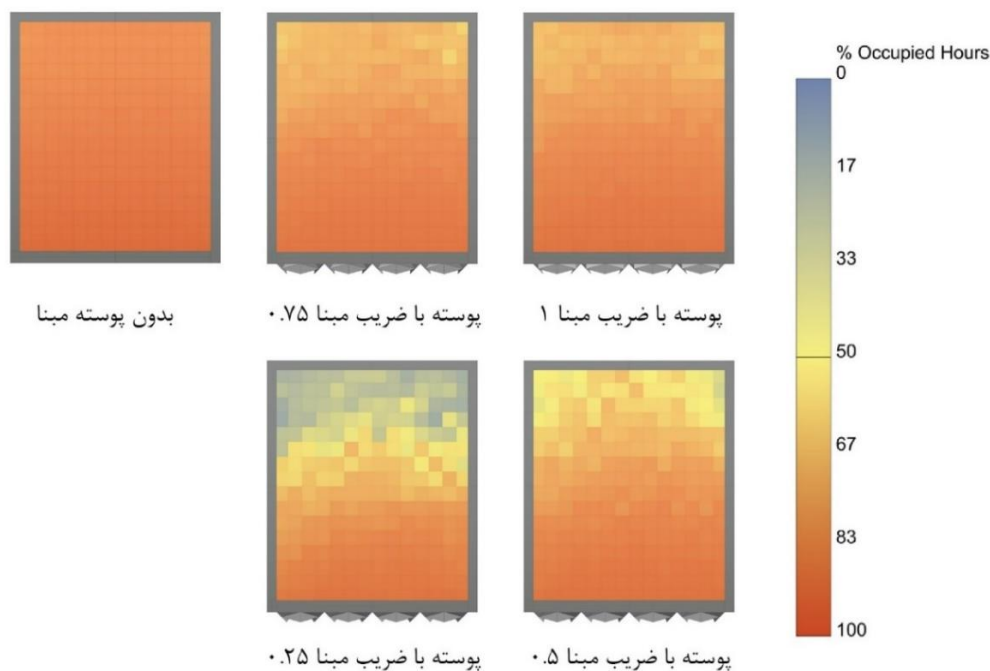 % Occupied Hours
0
17
33
50
67
83
100
بدون پوسته مبنا
پوسته با ضریب مبنا ۰.۷۵
پوسته با ضریب مبنا ۱
پوسته با ضریب مبنا ۰.۲۵
پوسته با ضریب مبنا ۰.۵